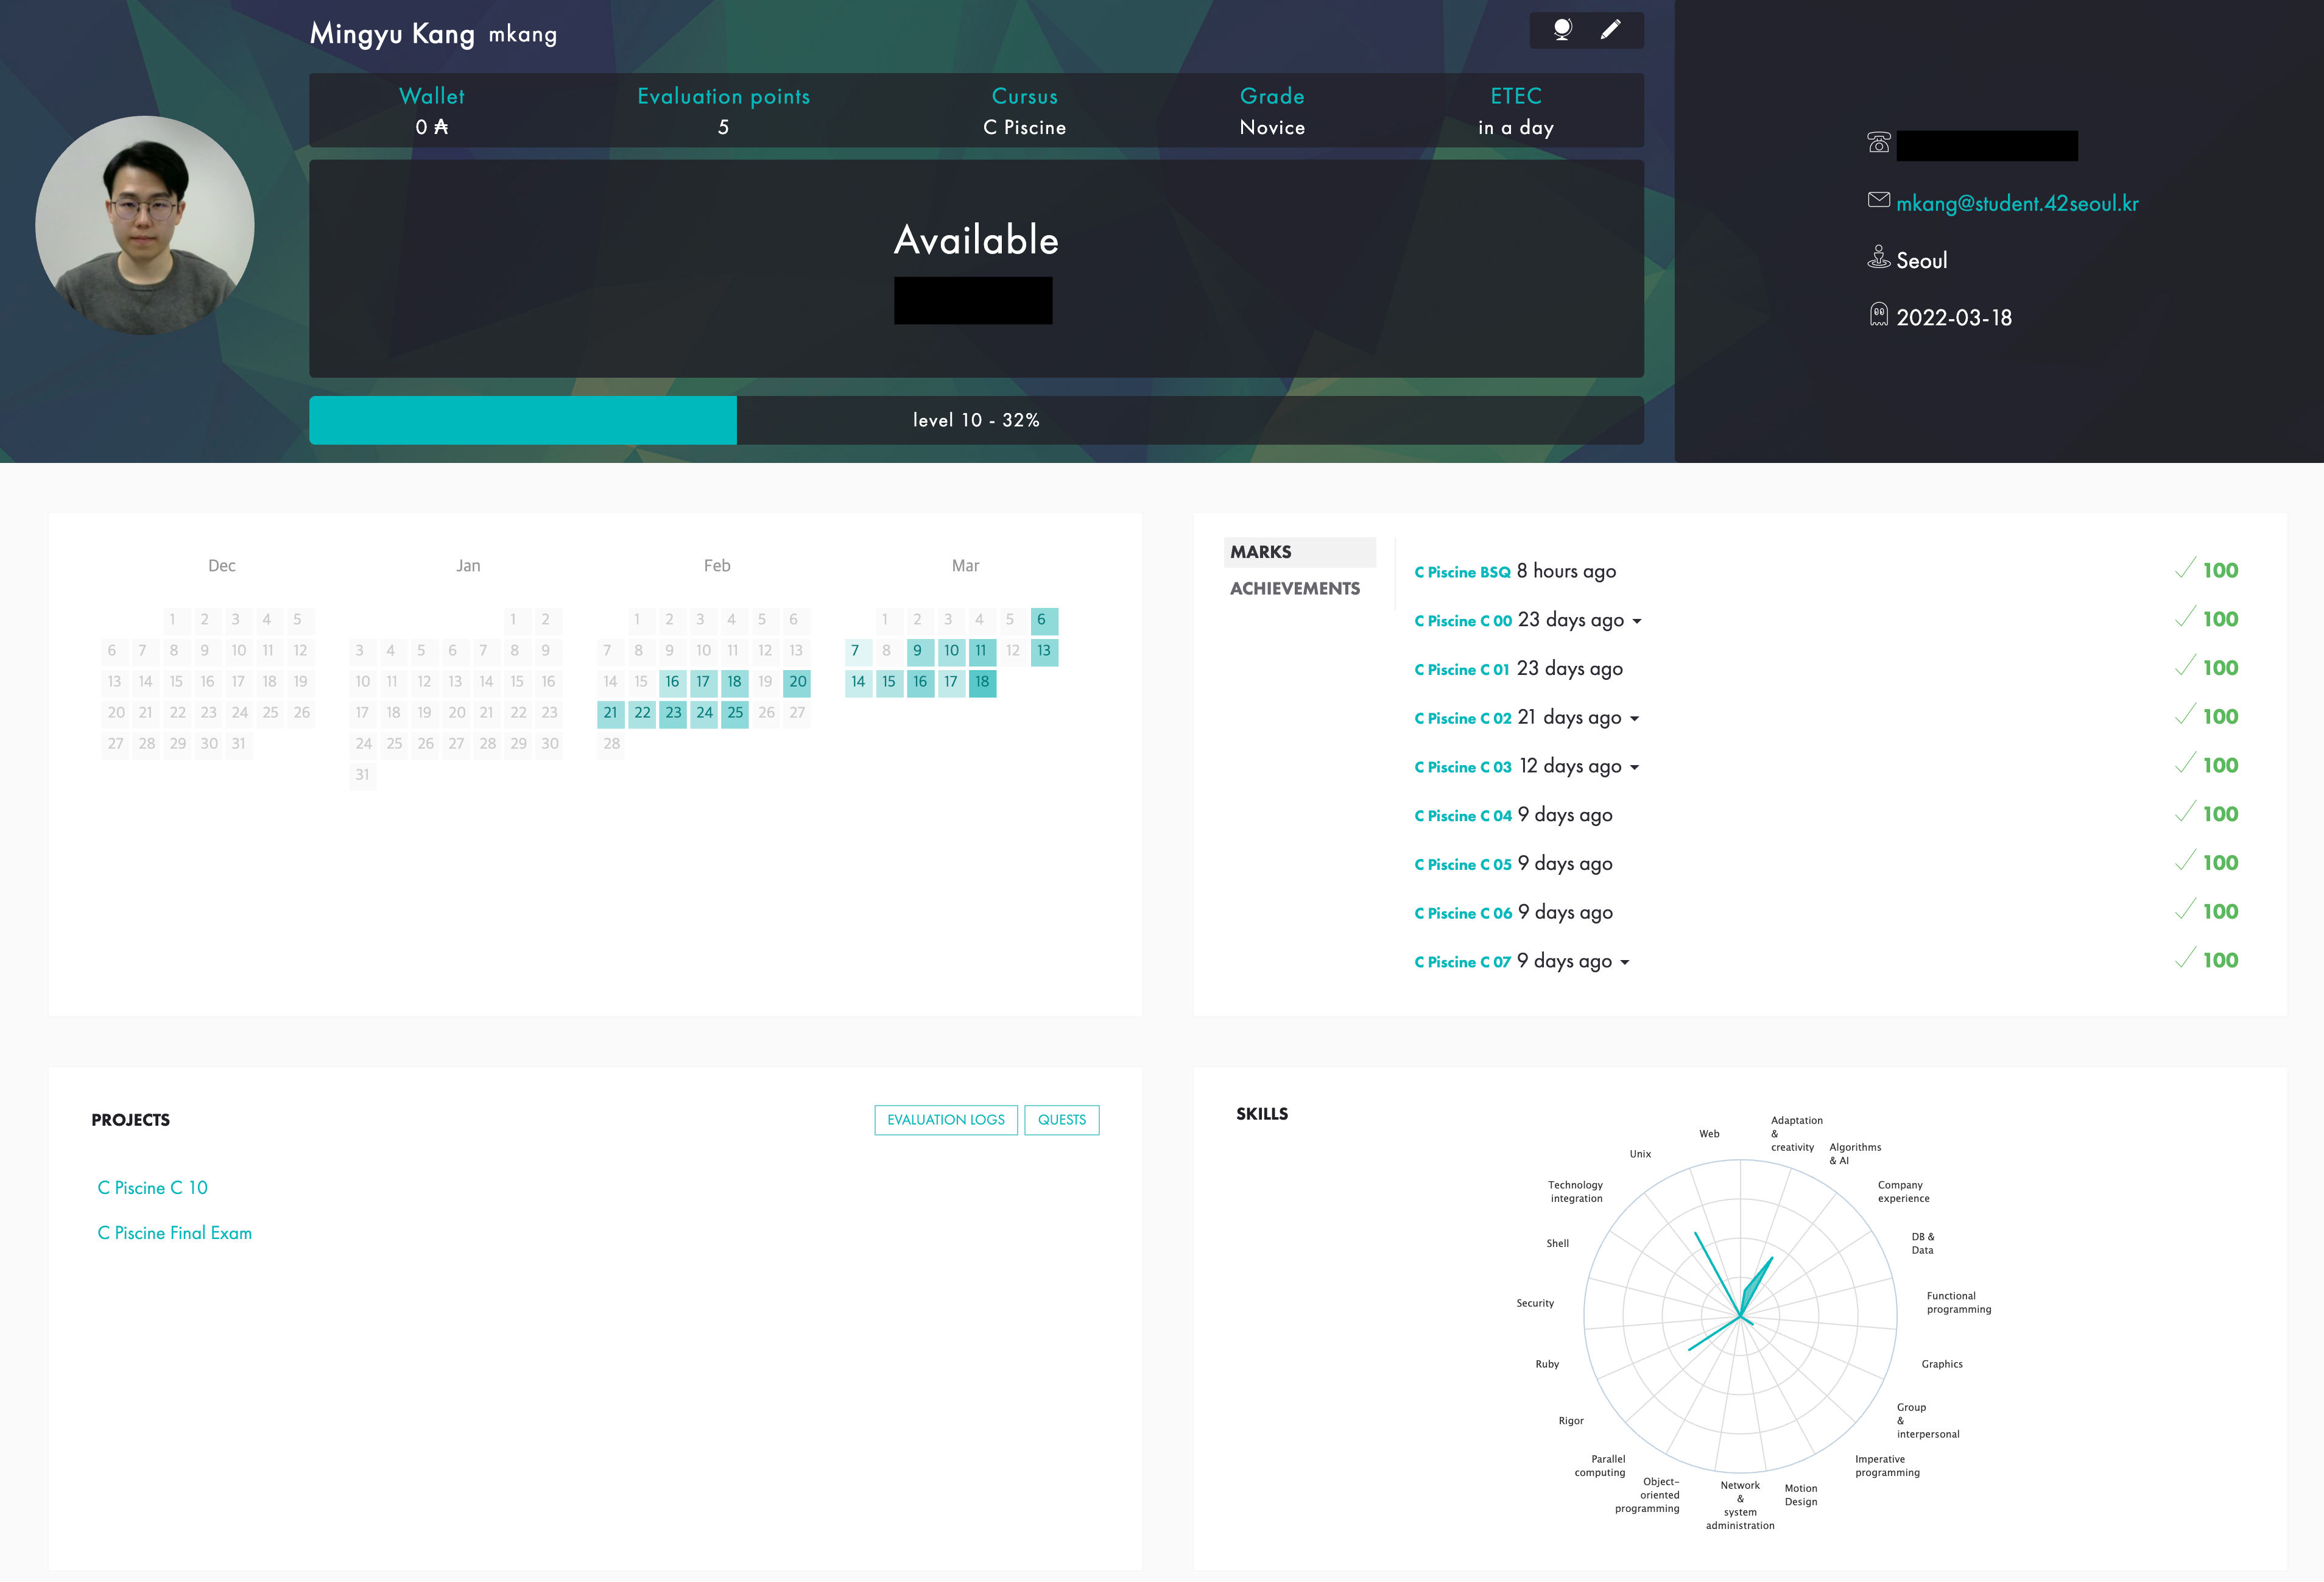 Mingyu Kang mkang
Wallet Evaluation points Cursus Grade ETEC
0 ₳ 5 C Piscine Novice in a day
Available
level 10 - 32%
mkang@student.42seoul.kr
Seoul
2022-03-18
Dec
1 2 3 4 5
6 7 8 9 10 11 12
13 14 15 16 17 18 19
20 21 22 23 24 25 26
27 28 29 30 31
Jan
1 2
3 4 5 6 7 8 9
10 11 12 13 14 15 16
17 18 19 20 21 22 23
24 25 26 27 28 29 30
31
Feb
1 2 3 4 5 6
7 8 9 10 11 12 13
14 15 16 17 18 19 20
21 22 23 24 25 26 27
28
Mar
1 2 3 4 5 6
7 8 9 10 11 12 13
14 15 16 17 18
MARKS
ACHIEVEMENTS
C Piscine BSQ 8 hours ago 100
C Piscine C 00 23 days ago 100
C Piscine C 01 23 days ago 100
C Piscine C 02 21 days ago 100
C Piscine C 03 12 days ago 100
C Piscine C 04 9 days ago 100
C Piscine C 05 9 days ago 100
C Piscine C 06 9 days ago 100
C Piscine C 07 9 days ago 100
PROJECTS
EVALUATION LOGS QUESTS
C Piscine C 10
C Piscine Final Exam
SKILLS
Adaptation
&
creativity
Algorithms
& AI
Company
experience
DB &
Data
Functional
programming
Graphics
Group
&
interpersonal
Imperative
programming
Motion
Design
Network
&
system
administration
Object-
oriented
programming
Parallel
computing
Rigor
Ruby
Security
Shell
Technology
integration
Unix
Web